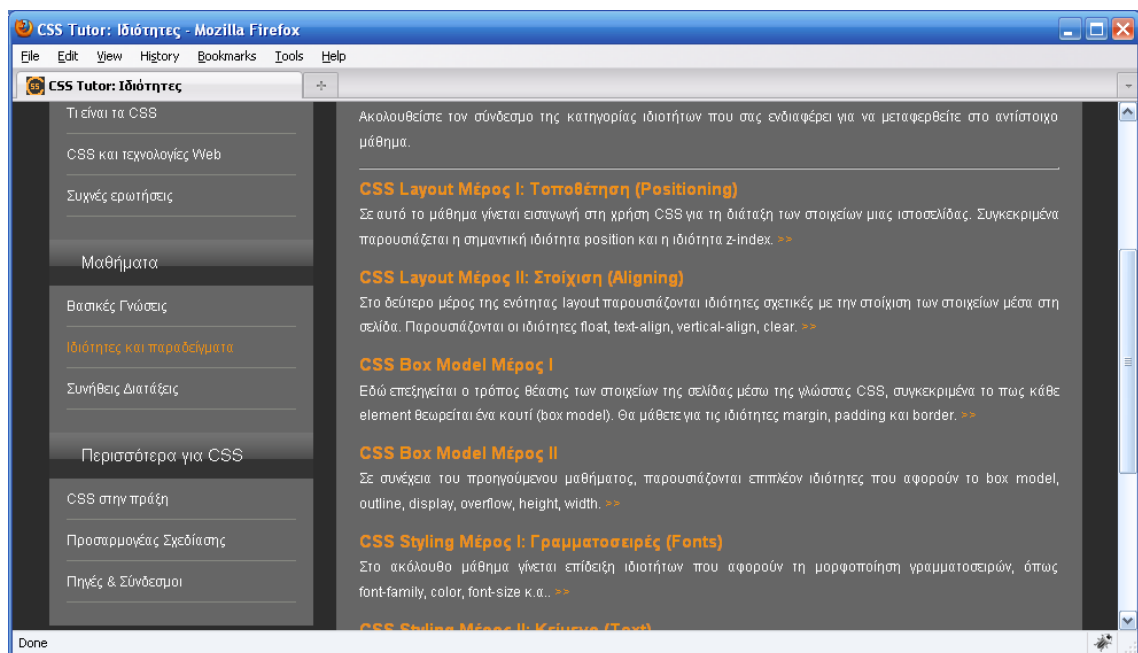 CSS Tutor: Ιδιότητες - Mozilla Firefox
File Edit View History Bookmarks Tools Help
CSS Tutor: Ιδιότητες
Τι είναι τα CSS
CSS και τεχνολογίες Web
Συχνές ερωτήσεις
Μαθήματα
Βασικές Γνώσεις
Ιδιότητες και παραδείγματα
Συνήθεις Διατάξεις
Περισσότερα για CSS
CSS στην πράξη
Προσαρμογέας Σχεδίασης
Πηγές & Σύνδεσμοι
Ακολουθείστε τον σύνδεσμο της κατηγορίας ιδιοτήτων που σας ενδιαφέρει για να μεταφερθείτε στο αντίστοιχο
μάθημα.
CSS Layout Μέρος I: Τοποθέτηση (Positioning)
Σε αυτό το μάθημα γίνεται εισαγωγή στη χρήση CSS για τη διάταξη των στοιχείων μιας ιστοσελίδας. Συγκεκριμένα
παρουσιάζεται η σημαντική ιδιότητα position και η ιδιότητα z-index. >>
CSS Layout Μέρος II: Στοίχιση (Aligning)
Στο δεύτερο μέρος της ενότητας layout παρουσιάζονται ιδιότητες σχετικές με την στοίχιση των στοιχείων μέσα στη
σελίδα. Παρουσιάζονται οι ιδιότητες float, text-align, vertical-align, clear. >>
CSS Box Model Μέρος I
Εδώ επεξηγείται ο τρόπος θέασης των στοιχείων της σελίδας μέσω της γλώσσας CSS, συγκεκριμένα το πως κάθε
element θεωρείται ένα κουτί (box model). Θα μάθετε για τις ιδιότητες margin, padding και border. >>
CSS Box Model Μέρος II
Σε συνέχεια του προηγούμενου μαθήματος, παρουσιάζονται επιπλέον ιδιότητες που αφορούν το box model,
outline, display, overflow, height, width. >>
CSS Styling Μέρος I: Γραμματοσειρές (Fonts)
Στο ακόλουθο μάθημα γίνεται επίδειξη ιδιοτήτων που αφορούν τη μορφοποίηση γραμματοσειρών, όπως
font-family, color, font-size κ.α.. >>
CSS Styling Μέρος II: Κείμενο (Text)
Done